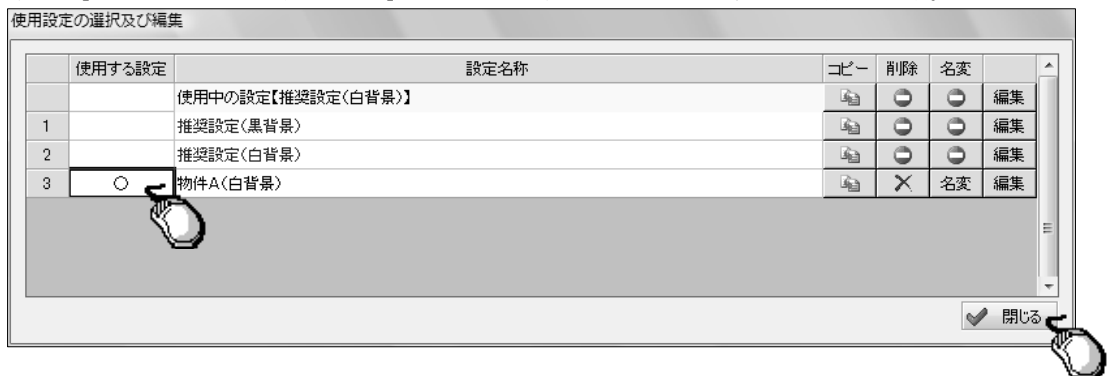 使用設定の選択及び編集
使用する設定 設定名称 コピー 削除 名変
使用中の設定【推奨設定(白背景)】 編集
1 推奨設定(黒背景) 編集
2 推奨設定(白背景) 編集
3 ○ 物件A(白背景) 名変 編集
閉じる